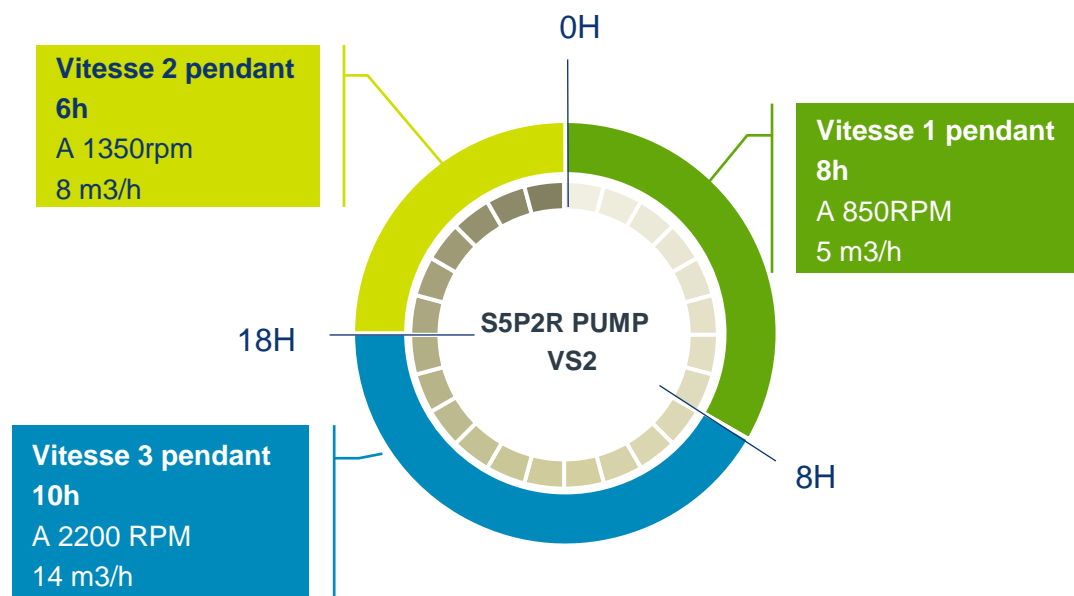 0H
Vitesse 2 pendant
6h
A 1350rpm
8 m3/h
Vitesse 1 pendant
8h
A 850RPM
5 m3/h
S5P2R PUMP
VS2
18H
8H
Vitesse 3 pendant
10h
A 2200 RPM
14 m3/h